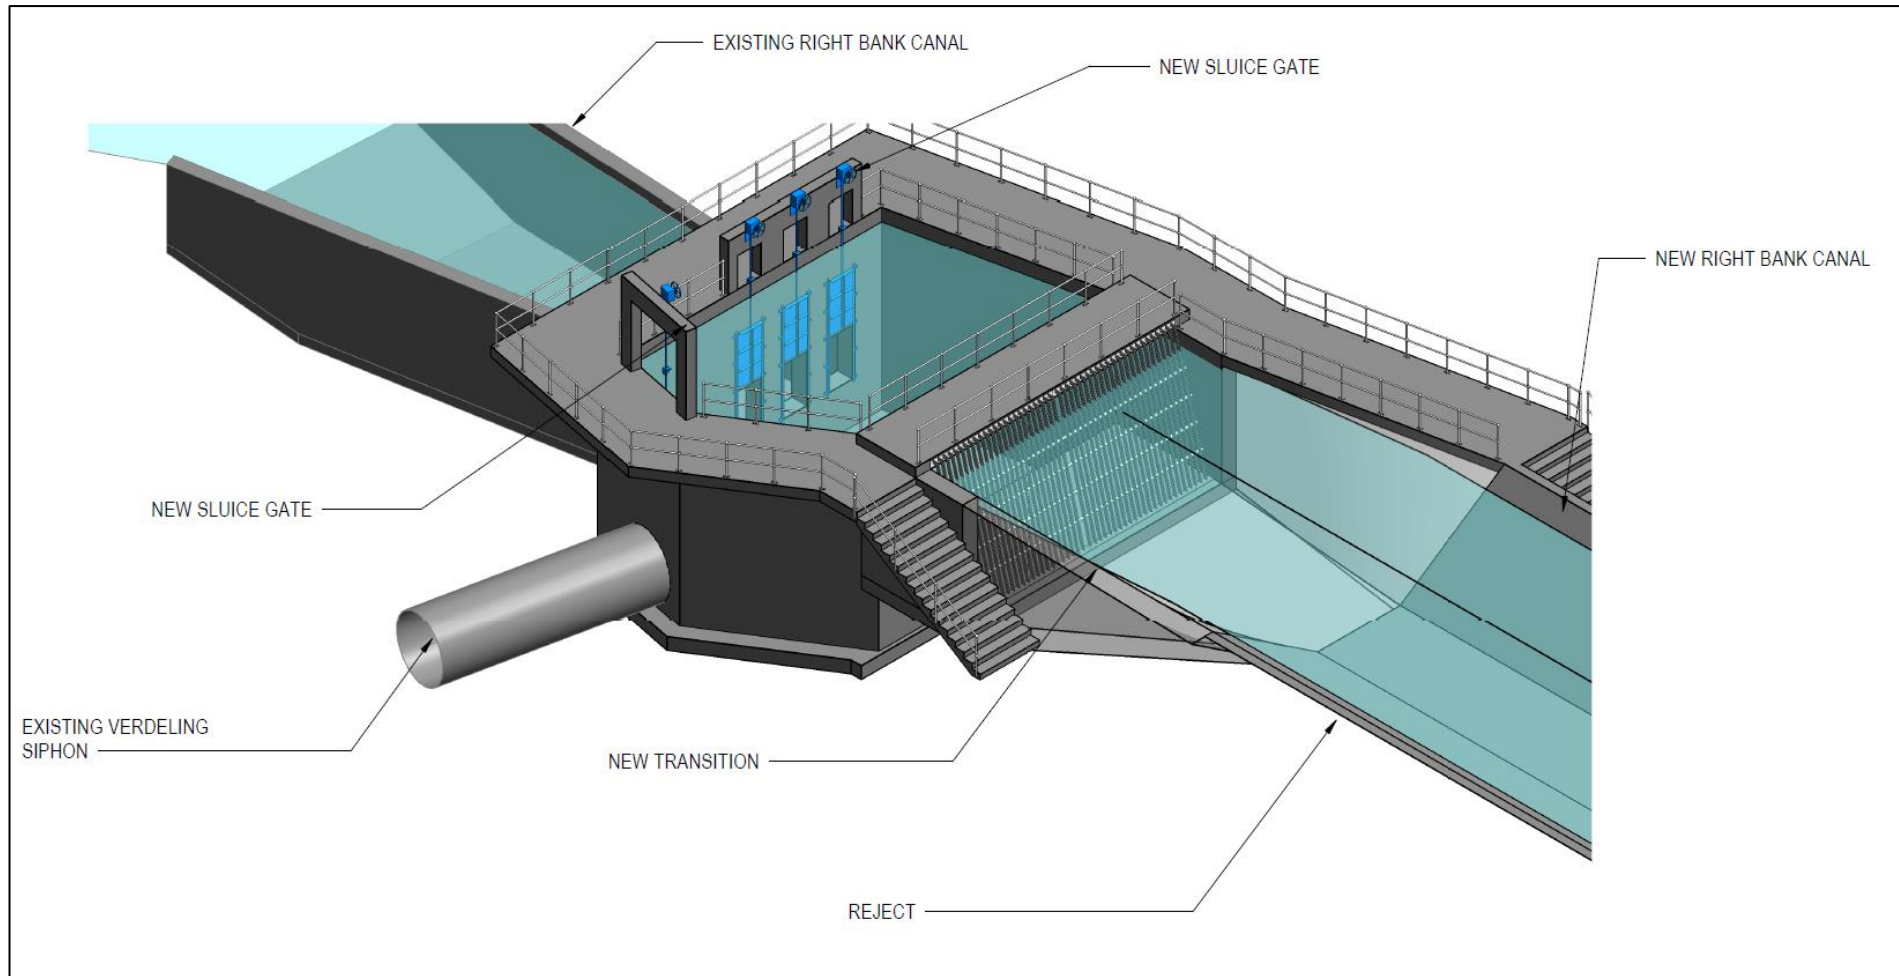 EXISTING RIGHT BANK CANAL
NEW SLUICE GATE
NEW RIGHT BANK CANAL
NEW SLUICE GATE
EXISTING VERDELING
SIPHON
NEW TRANSITION
REJECT